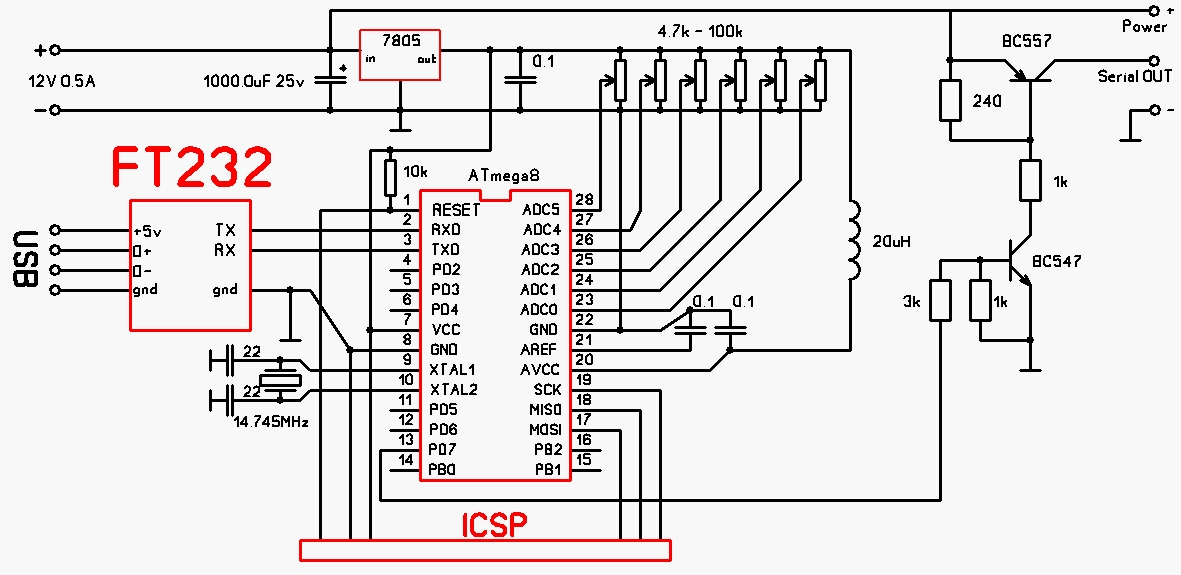 +
Power
BC557
4.7k - 100k
7805
in
out
+
0.1
+
12V 0.5A
1000.0uF 25v
Serial OUT
240
-
-
FT232
10k
ATmega8
1k
1
RESET
ADC5
28
+5v
TX
2
RXD
ADC4
27
D+
RX
3
TXD
ADC3
26
20uH
BC547
D-
4
PD2
ADC2
25
USB
gnd
gnd
5
PD3
ADC1
24
6
PD4
ADC0
23
0.1
0.1
3k
1k
7
VCC
GND
22
8
GND
AREF
21
22
9
XTAL1
AVCC
20
22
10
XTAL2
SCK
19
14.745MHz
11
PD5
MISO
18
12
PD6
MOSI
17
13
PD7
PB2
16
14
PB0
PB1
15
ICSP